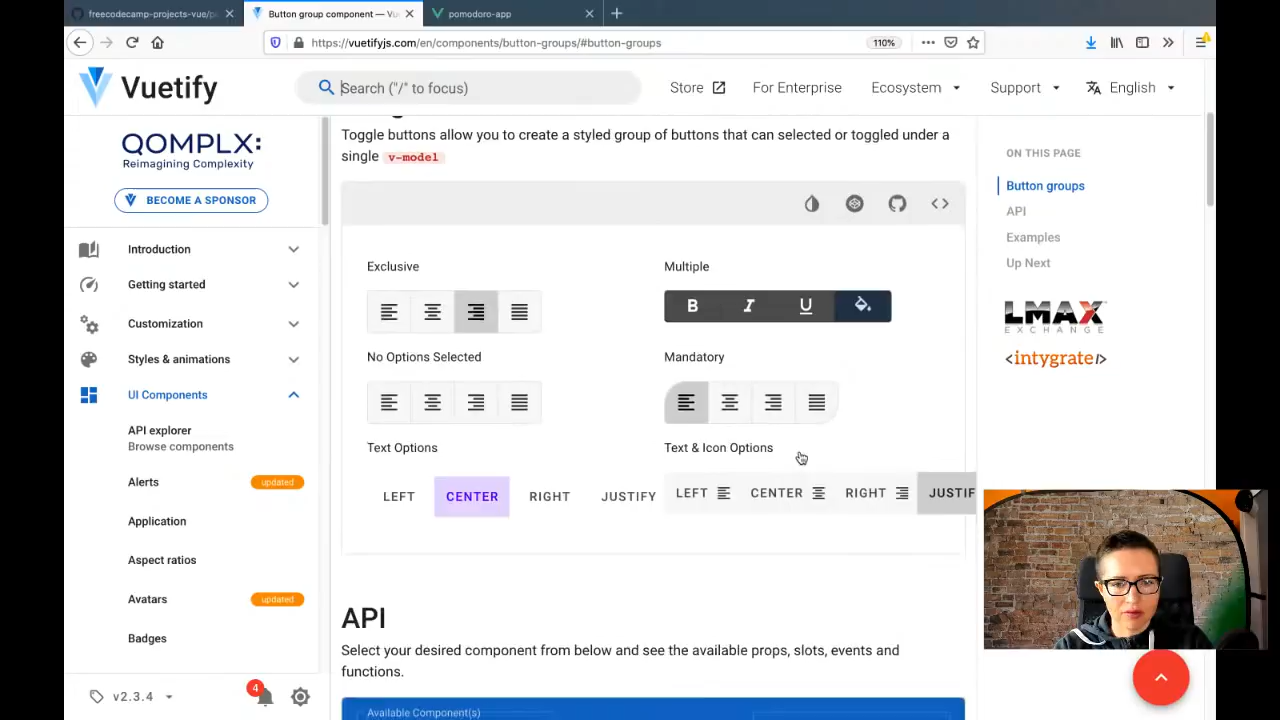 freecodecamp-projects-vue/p
Button group component — Vu
pomodoro-app
https://vuetifyjs.com/en/components/button-groups/#button-groups
110%
Vuetify
Search ("/" to focus)
Store
For Enterprise
Ecosystem
Support
English
QOMPLX:
Reimagining Complexity
BECOME A SPONSOR
Introduction
Getting started
Customization
Styles & animations
UI Components
API explorer
Browse components
Alerts
updated
Application
Aspect ratios
Avatars
updated
Badges
v2.3.4
4
Toggle buttons allow you to create a styled group of buttons that can selected or toggled under a
single v-model
Exclusive
Multiple
B I U
No Options Selected
Mandatory
Text Options
Text & Icon Options
LEFT CENTER RIGHT JUSTIFY
LEFT CENTER RIGHT JUSTIF
API
Select your desired component from below and see the available props, slots, events and
functions.
Available Component(s)
ON THIS PAGE
Button groups
API
Examples
Up Next
LMAX
EXCHANGE
<intygrate/>